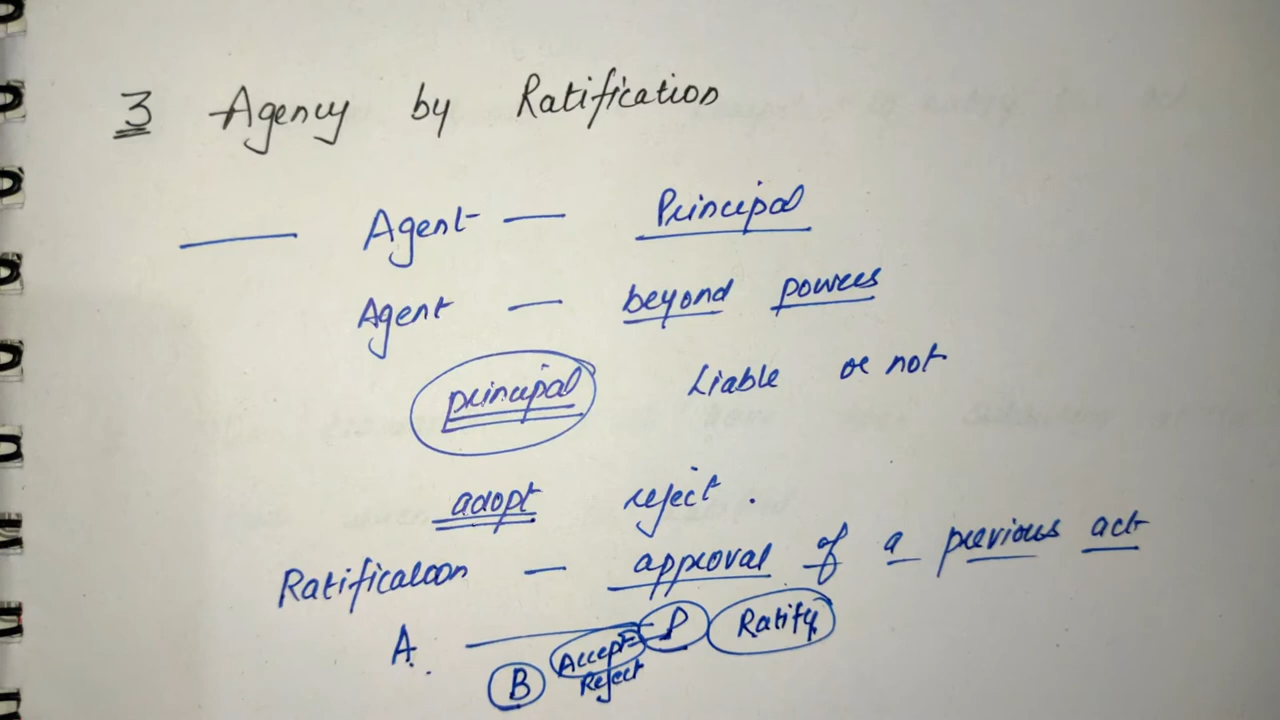 3 Agency by Ratification
Agent — Principal
Agent — beyond powers
principal Liable or not
adopt reject.
Ratification — approval of a previous act
A. P Ratify
B Accept
Reject